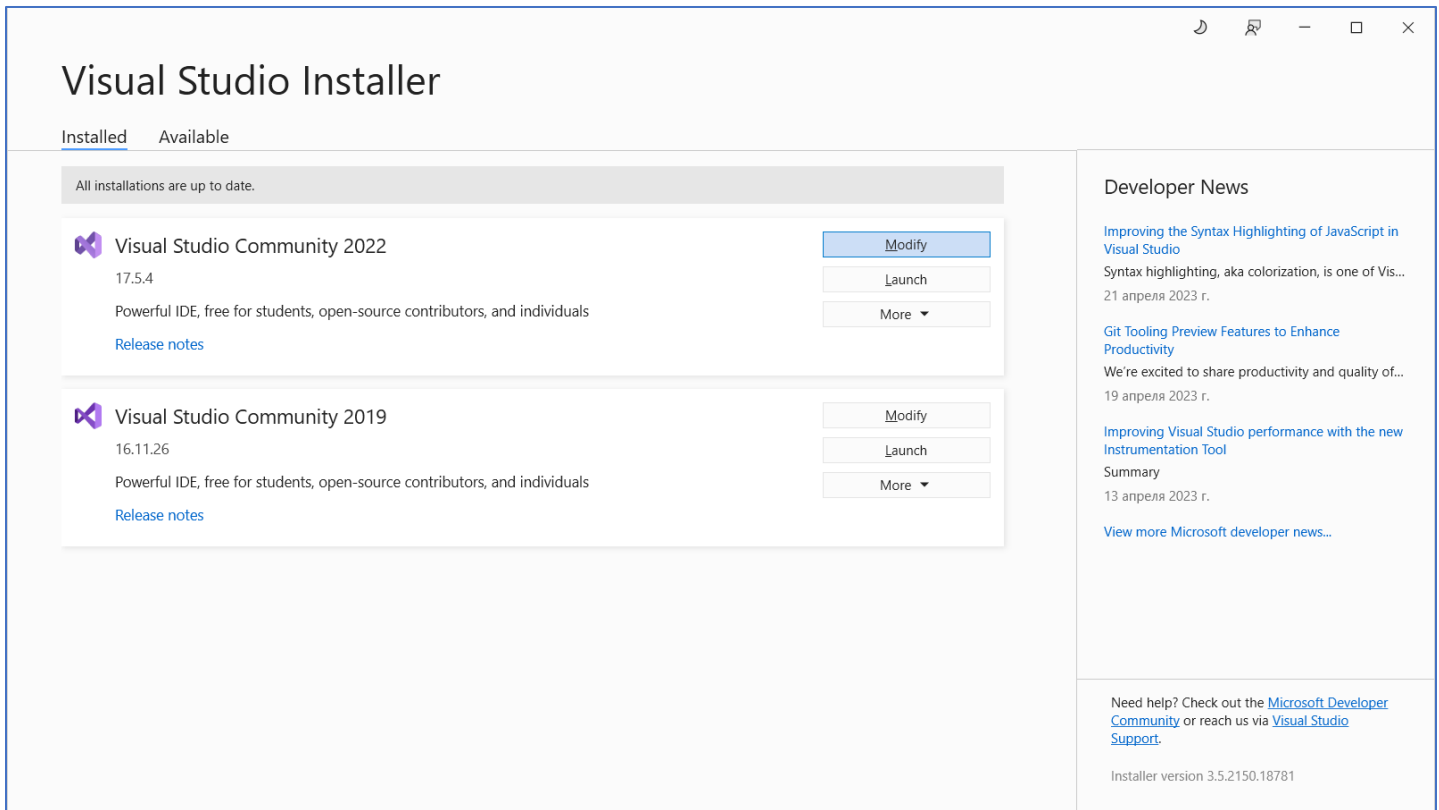 Visual Studio Installer
Installed
Available
All installations are up to date.
Visual Studio Community 2022
17.5.4
Powerful IDE, free for students, open-source contributors, and individuals
Release notes
Modify
Launch
More
Visual Studio Community 2019
16.11.26
Powerful IDE, free for students, open-source contributors, and individuals
Release notes
Modify
Launch
More
Developer News
Improving the Syntax Highlighting of JavaScript in
Visual Studio
Syntax highlighting, aka colorization, is one of Vis...
21 апреля 2023 г.
Git Tooling Preview Features to Enhance
Productivity
We're excited to share productivity and quality of...
19 апреля 2023 г.
Improving Visual Studio performance with the new
Instrumentation Tool
Summary
13 апреля 2023 г.
View more Microsoft developer news...
Need help? Check out the Microsoft Developer
Community or reach us via Visual Studio
Support.
Installer version 3.5.2150.18781